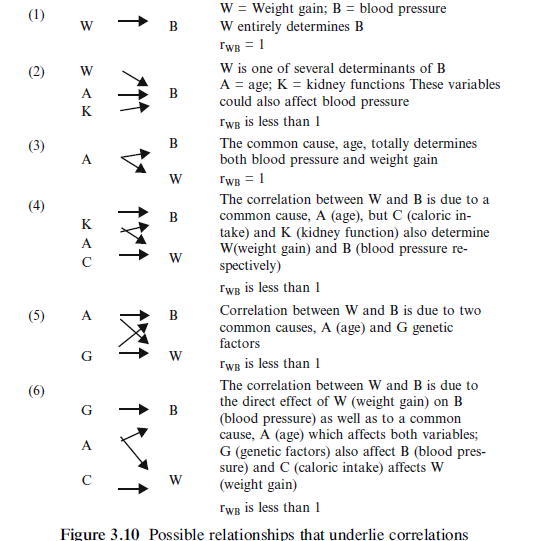 (1)
W B
W = Weight gain; B = blood pressure
W entirely determines B
rWB = 1
(2)
W
A B
K
W is one of several determinants of B
A = age; K = kidney functions These variables
could also affect blood pressure
rWB is less than 1
(3)
B
A
W
The common cause, age, totally determines
both blood pressure and weight gain
rWB = 1
(4)
K B
A
C W
The correlation between W and B is due to a
common cause, A (age), but C (caloric in-
take) and K (kidney function) also determine
W(weight gain) and B (blood pressure re-
spectively)
rWB is less than 1
(5)
A B
G W
Correlation between W and B is due to two
common causes, A (age) and G genetic
factors
rWB is less than 1
(6)
G B
A
C W
The correlation between W and B is due to
the direct effect of W (weight gain) on B
(blood pressure) as well as to a common
cause, A (age) which affects both variables;
G (genetic factors) also affect B (blood pres-
sure) and C (caloric intake) affects W
(weight gain)
rWB is less than 1
Figure 3.10 Possible relationships that underlie correlations